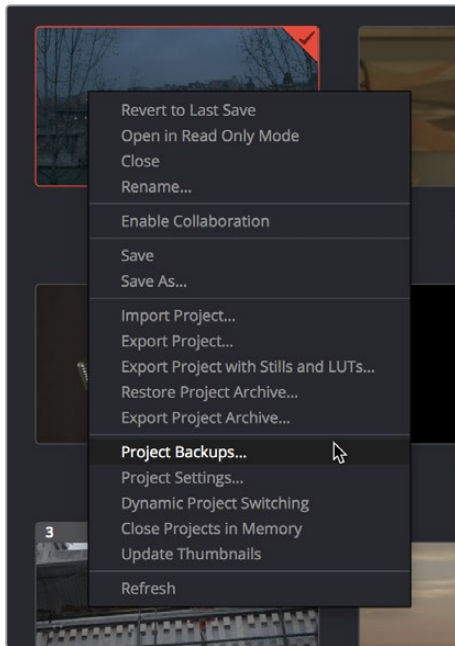 Revert to Last Save
Open in Read Only Mode
Close
Rename...
Enable Collaboration
Save
Save As...
Import Project...
Export Project...
Export Project with Stills and LUTs...
Restore Project Archive...
Export Project Archive...
Project Backups...
Project Settings...
Dynamic Project Switching
3
Close Projects in Memory
Update Thumbnails
Refresh